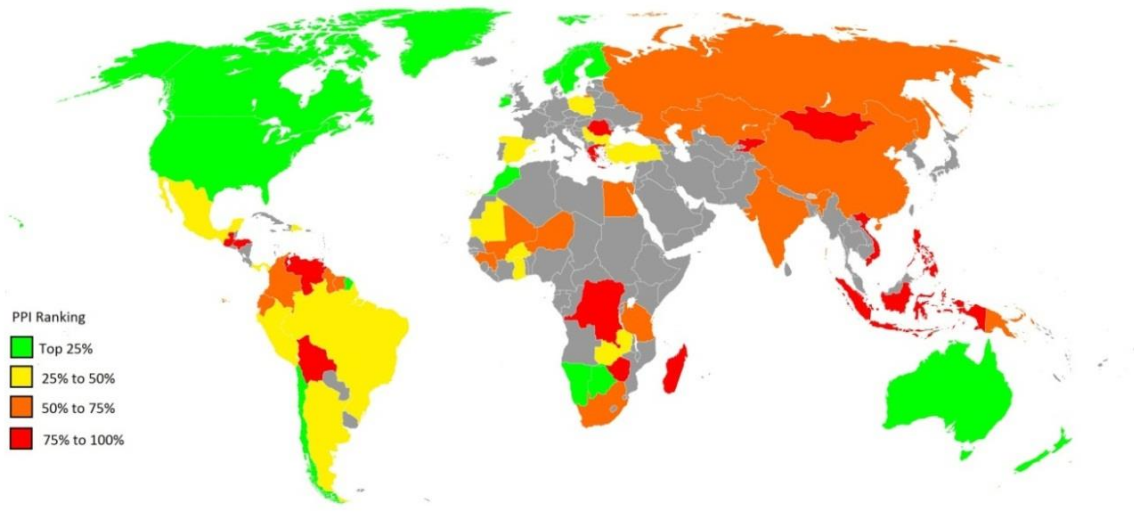 PPI Ranking
Top 25%
25% to 50%
50% to 75%
75% to 100%